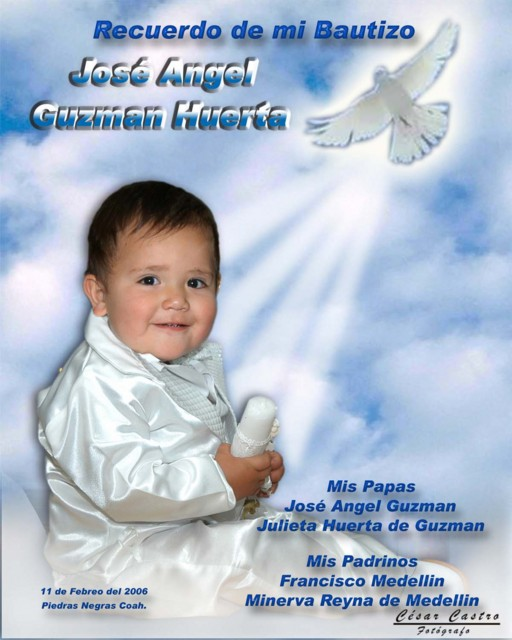 Recuerdo de mi Bautizo
José Angel
Guzman Huerta
Mis Papas
José Angel Guzman
Julieta Huerta de Guzman
Mis Padrinos
Francisco Medellin
Minerva Reyna de Medellin
11 de Febreo del 2006
Piedras Negras Coah.
César Castro
Fotógrafo